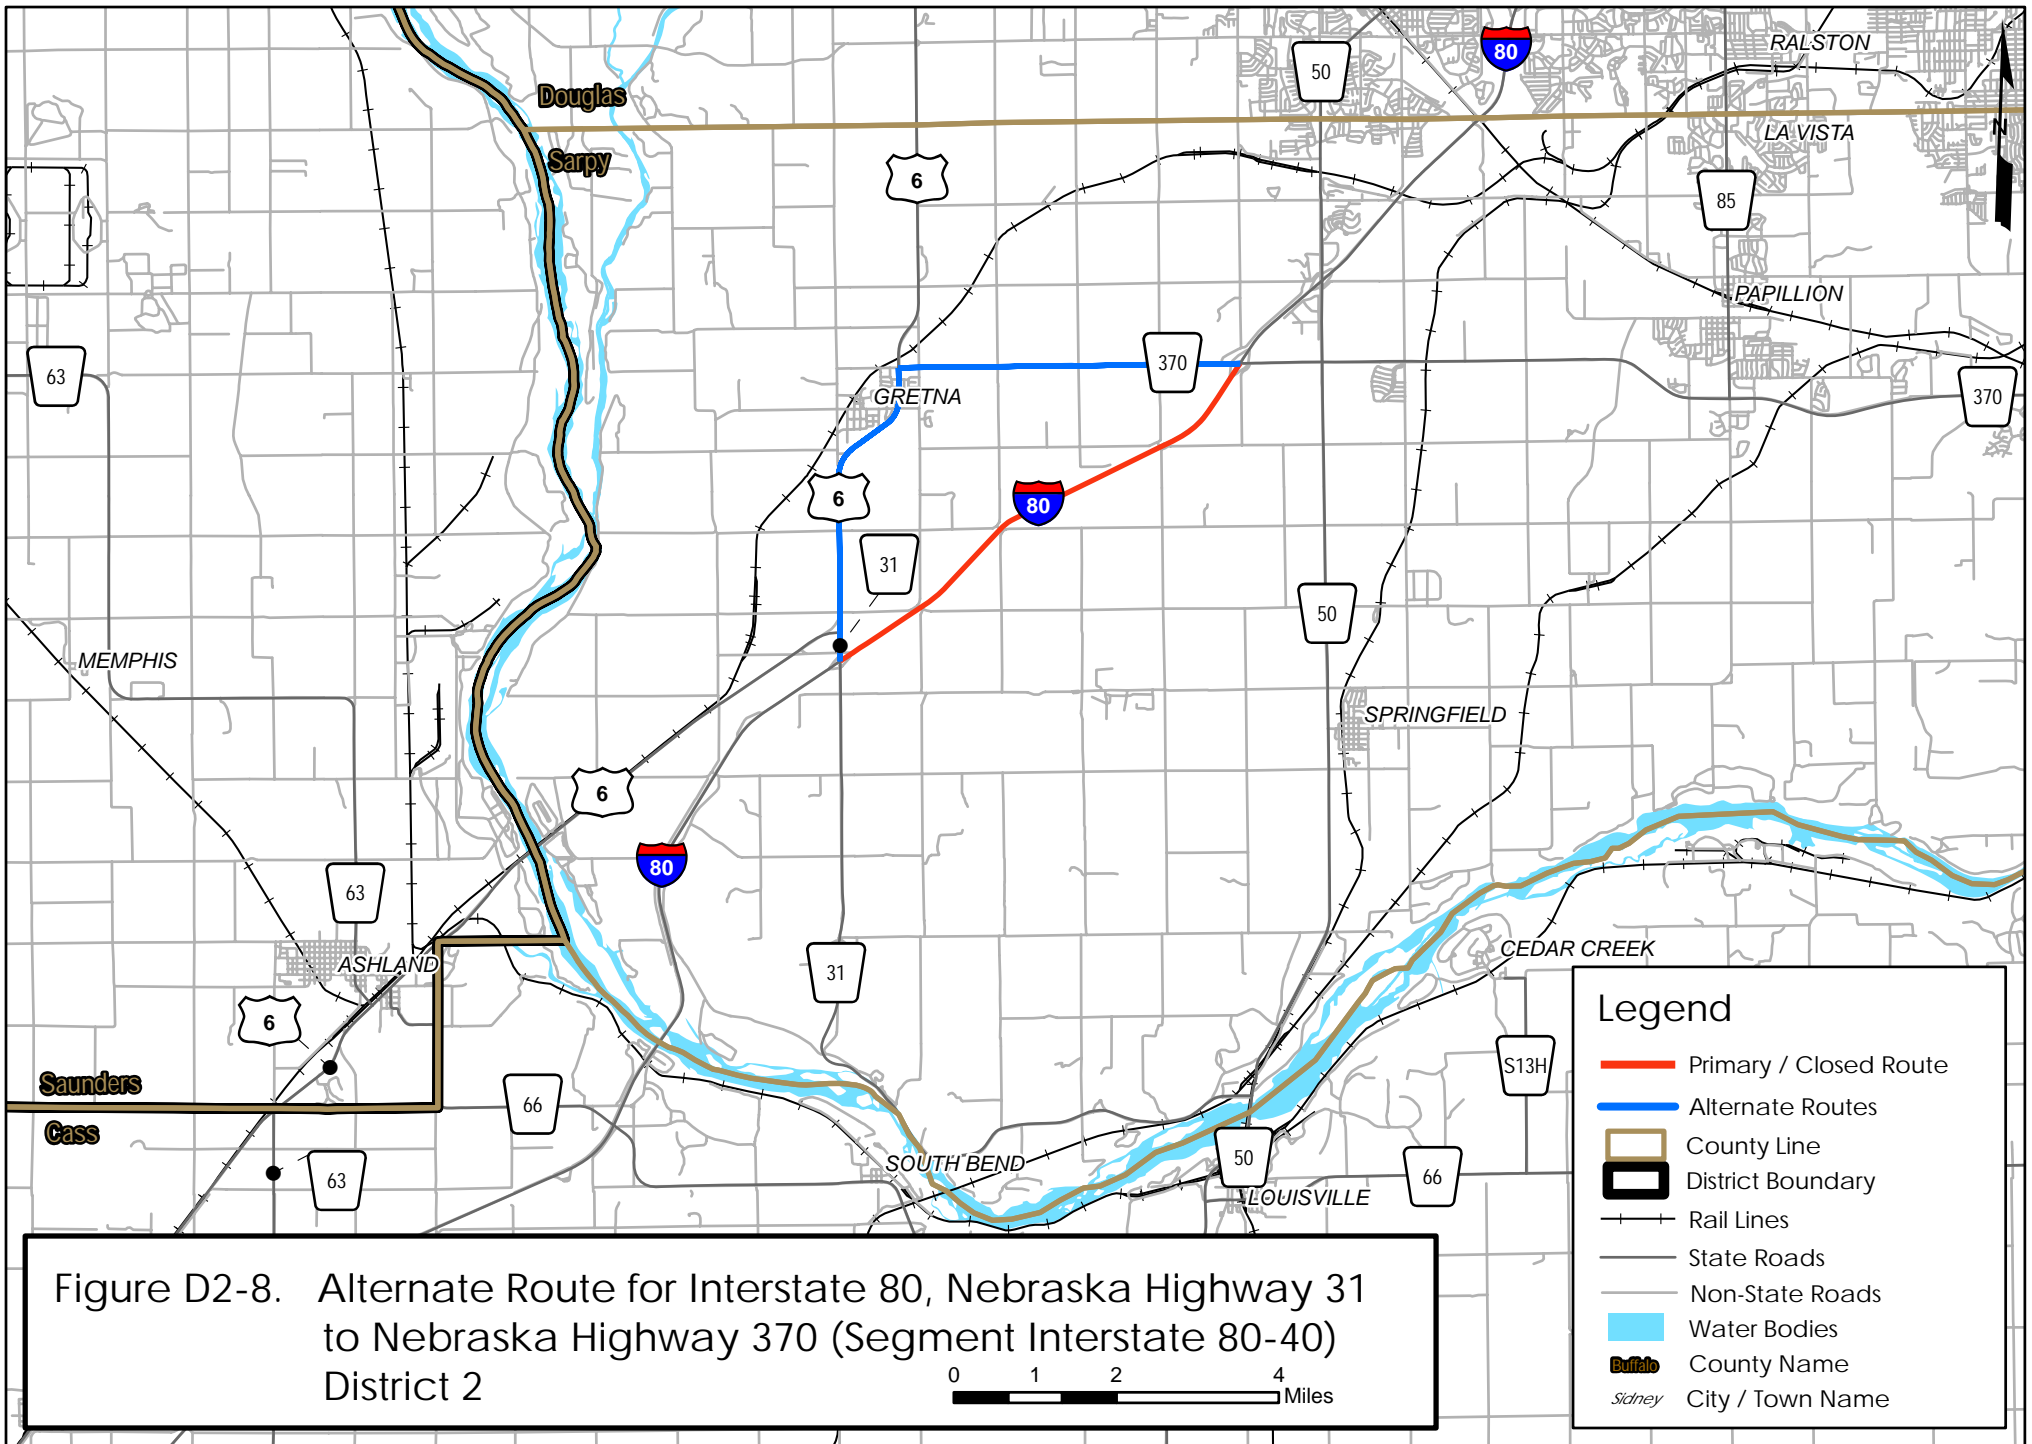 RALSTON
50
80
Douglas
LA VISTA
Sarpy
6
85
N
PAPILLION
63
370
GRETNA
370
6
80
31
50
MEMPHIS
SPRINGFIELD
6
80
63
CEDAR CREEK
ASHLAND
31
6
S13H
Saunders
66
Cass
63
SOUTH BEND
50
66
LOUISVILLE
Legend
Primary / Closed Route
Alternate Routes
County Line
District Boundary
Rail Lines
State Roads
Non-State Roads
Water Bodies
Buffalo County Name
Sidney City / Town Name
Figure D2-8. Alternate Route for Interstate 80, Nebraska Highway 31
to Nebraska Highway 370 (Segment Interstate 80-40)
District 2
0 1 2 4
Miles